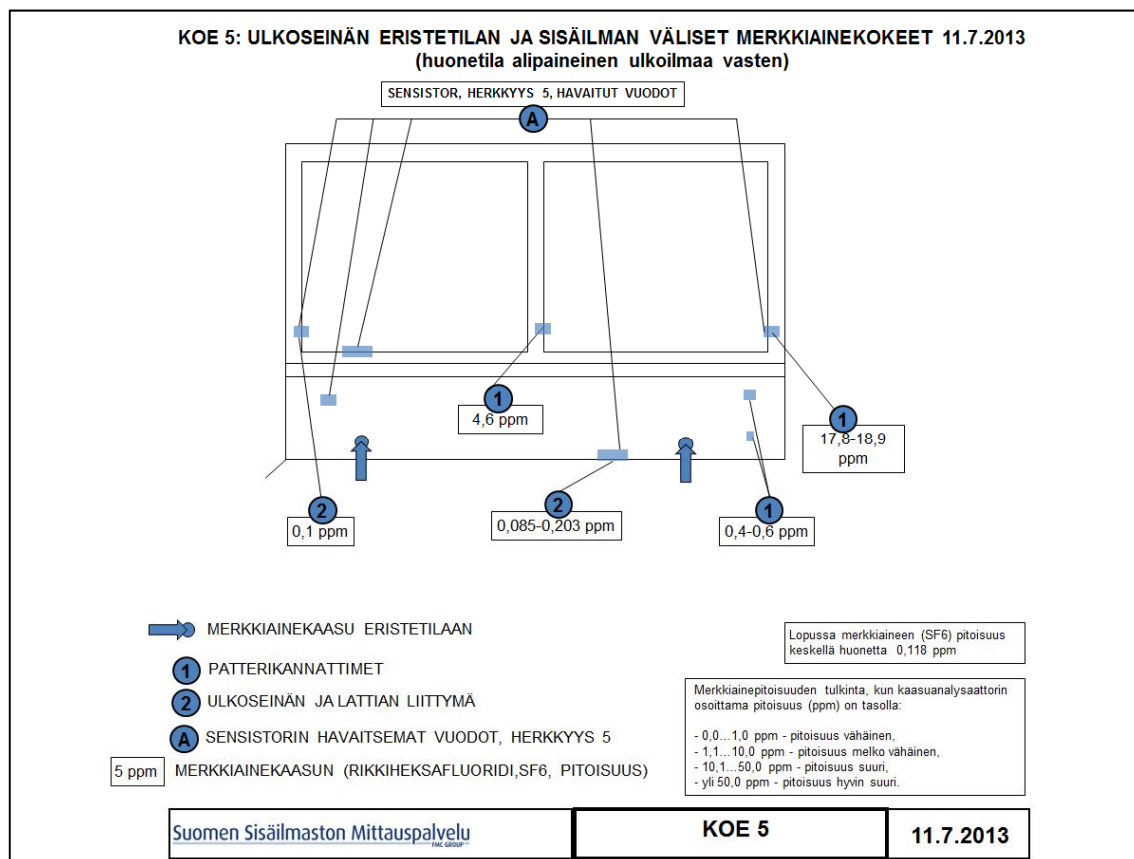 KOE 5: ULKOSEINÄN ERISTETILAN JA SISÄILMAN VÄLISET MERKKIAINEKOKEET 11.7.2013
(huonetila alipaineinen ulkoilmaa vasten)
SENSISTOR, HERKKYYS 5, HAVAITUT VUODOT
A
1
4,6 ppm
1
17,8-18,9
ppm
2
0,1 ppm
2
0,085-0,203 ppm
1
0,4-0,6 ppm
MERKKIAINEKAASU ERISTETILAAN
1 PATTERIKANNATTIMET
2 ULKOSEINÄN JA LATTIAN LIITTYMÄ
A SENSISTORIN HAVAITSEMAT VUODOT, HERKKYYS 5
5 ppm MERKKIAINEKAASUN (RIKKIHEKSAFLUORIDI,SF6, PITOISUUS)
Lopussa merkkiaineen (SF6) pitoisuus
keskellä huonetta 0,118 ppm
Merkkiainepitoisuuden tulkinta, kun kaasuanalysaattorin
osoittama pitoisuus (ppm) on tasolla:
- 0,0...1,0 ppm - pitoisuus vähäinen,
- 1,1...10,0 ppm - pitoisuus melko vähäinen,
- 10,1...50,0 ppm - pitoisuus suuri,
- yli 50,0 ppm - pitoisuus hyvin suuri.
Suomen Sisäilmaston Mittauspalvelu
FMC GROUP
KOE 5
11.7.2013